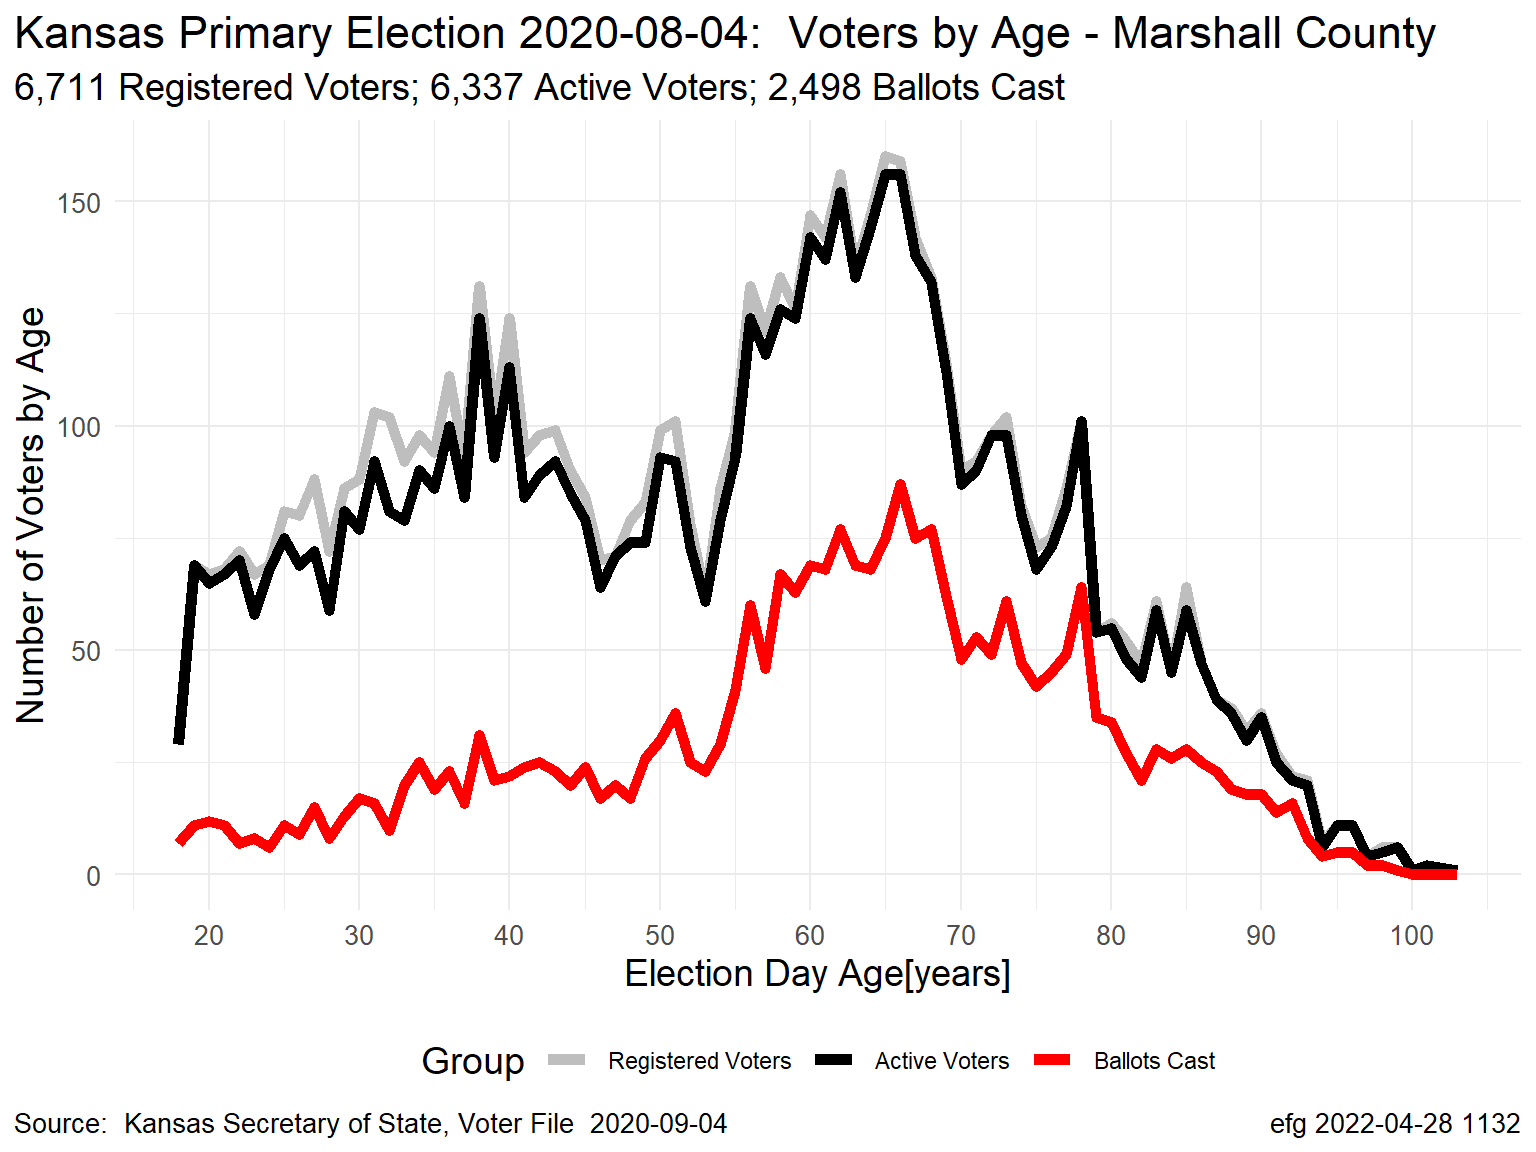 Kansas Primary Election 2020-08-04:  Voters by Age - Marshall County
6,711 Registered Voters; 6,337 Active Voters; 2,498 Ballots Cast
Number of Voters by Age
150
100
50
0
20 30 40 50 60 70 80 90 100
Election Day Age[years]
Group Registered Voters Active Voters Ballots Cast
Source:  Kansas Secretary of State, Voter File  2020-09-04 efg 2022-04-28 1132